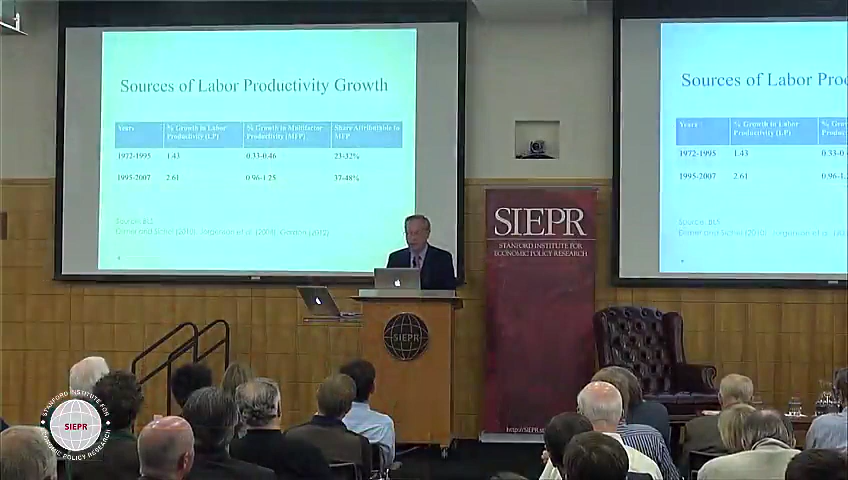 Sources of Labor Productivity Growth
Years % Growth in Labor Productivity (LP) % Growth in Multifactor Productivity (MFP) Share Attributable to MFP
1972-1995 1.43 0.33-0.46 23-32%
1995-2007 2.61 0.96-1.25 37-48%
Source: BLS
Sources of Labor Pro
Years % Growth in Labor Productivity (LP) % Grow
1972-1995 1.43 0.33-0
1995-2007 2.61 0.96-1.
Source: BLS
SIEPR
STANFORD INSTITUTE FOR
ECONOMIC POLICY RESEARCH
SIEPR
STANFORD INSTITUTE FOR
SIEPR
ECONOMIC POLICY RESEARCH